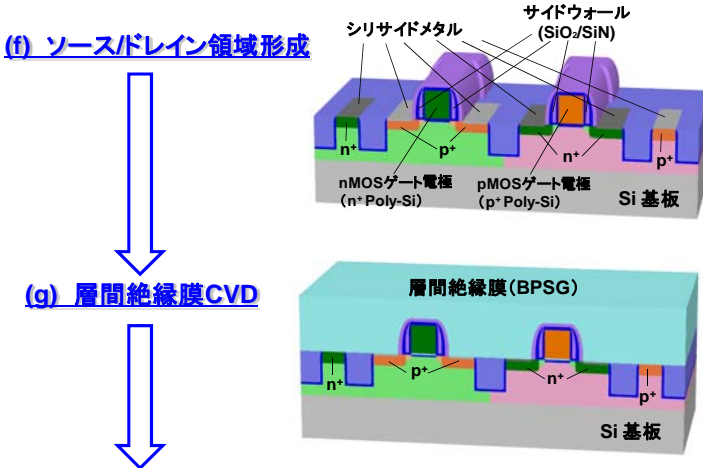 (f) ソース/ドレイン領域形成
シリサイドメタル
サイドウォール
(SiO₂/SiN)
n⁺
p⁺
n⁺
p⁺
nMOSゲート電極
(n⁺ Poly-Si)
pMOSゲート電極
(p⁺ Poly-Si)
Si 基板
(g) 層間絶縁膜CVD
層間絶縁膜(BPSG)
n⁺
p⁺
n⁺
p⁺
Si 基板